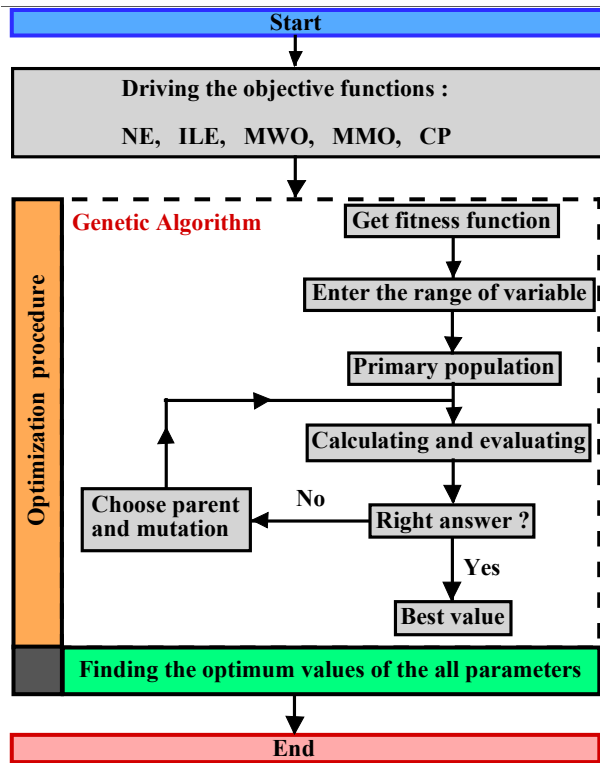 Start
Driving the objective functions :
NE, ILE, MWO, MMO, CP
Optimization procedure
Genetic Algorithm
Get fitness function
Enter the range of variable
Primary population
Calculating and evaluating
Choose parent
and mutation
No
Right answer ?
Yes
Best value
Finding the optimum values of the all parameters
End